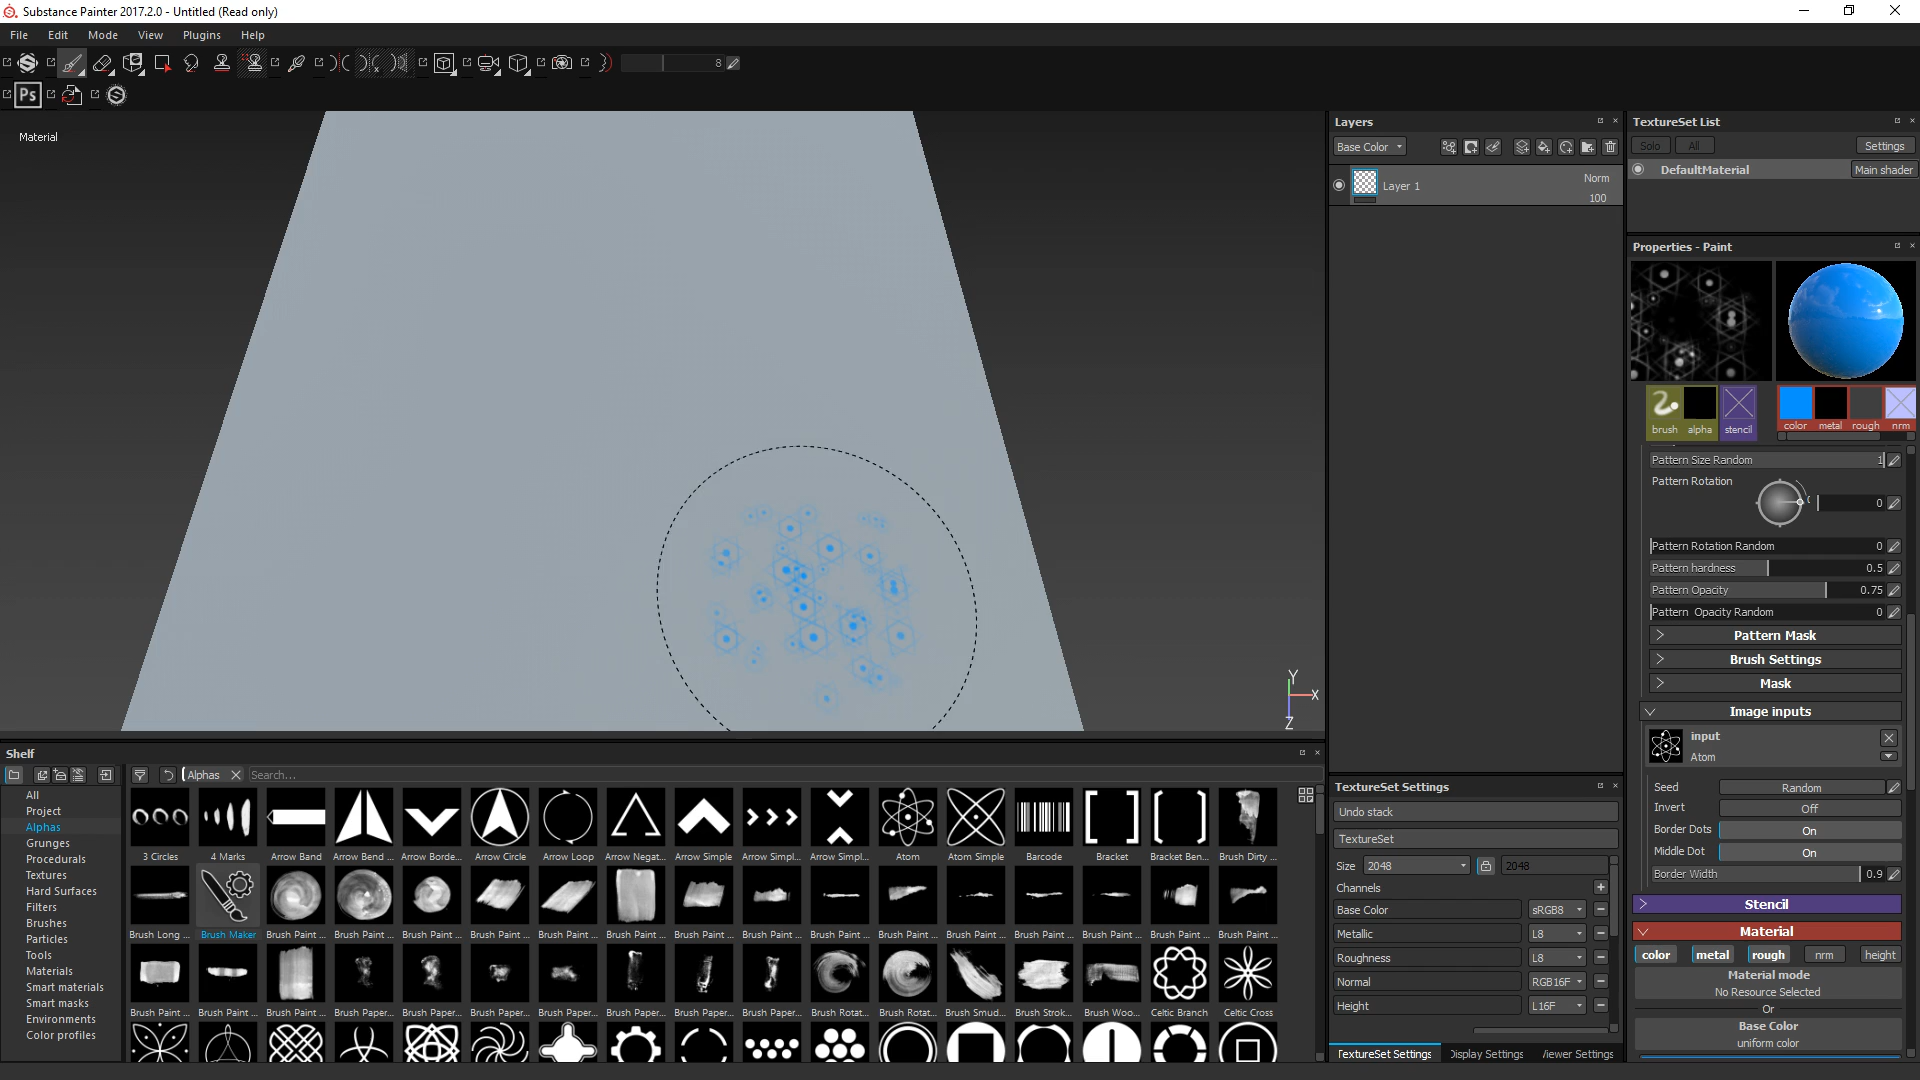 Substance Painter 2017.2.0 - Untitled (Read only)
File Edit Mode View Plugins Help
8
Ps
Material
Y
X
Z
Layers
Base Color
Layer 1
Norm
100
TextureSet List
Solo All Settings
DefaultMaterial Main shader
Properties - Paint
brush alpha stencil color metal rough nrm
Pattern Size Random 1
Pattern Rotation
0
Pattern Rotation Random 0
Pattern hardness 0.5
Pattern Opacity 0.75
Pattern Opacity Random 0
Pattern Mask
Brush Settings
Mask
Image inputs
input
Atom
Seed Random
Invert Off
Border Dots On
Middle Dot On
Border Width 0.9
Stencil
Material
color metal rough nrm height
Material mode
No Resource Selected
Or
Base Color
uniform color
Shelf
Alphas Search...
All
Project
Alphas
Grunges
Procedurals
Textures
Hard Surfaces
Filters
Brushes
Particles
Tools
Materials
Smart materials
Smart masks
Environments
Color profiles
3 Circles 4 Marks Arrow Band Arrow Bend ... Arrow Borde... Arrow Circle Arrow Loop Arrow Negat... Arrow Simple Arrow Simpl... Arrow Simpl... Atom Atom Simple Barcode Bracket Bracket Ben... Brush Dirty ...
Brush Long ... Brush Maker Brush Paint ... Brush Paint ... Brush Paint ... Brush Paint ... Brush Paint ... Brush Paint ... Brush Paint ... Brush Paint ... Brush Paint ... Brush Paint ... Brush Paint ... Brush Paint ... Brush Paint ... Brush Paint ... Brush Paint ...
Brush Paint ... Brush Paint ... Brush Paint ... Brush Paper... Brush Paper... Brush Paper... Brush Paper... Brush Paper... Brush Paper... Brush Paper... Brush Rotat... Brush Rotat... Brush Smud... Brush Strok... Brush Woo... Celtic Branch Celtic Cross
TextureSet Settings
Undo stack
TextureSet
Size 2048 2048
Channels
Base Color sRGB8
Metallic L8
Roughness L8
Normal RGB16F
Height L16F
TextureSet Settings Display Settings Viewer Settings